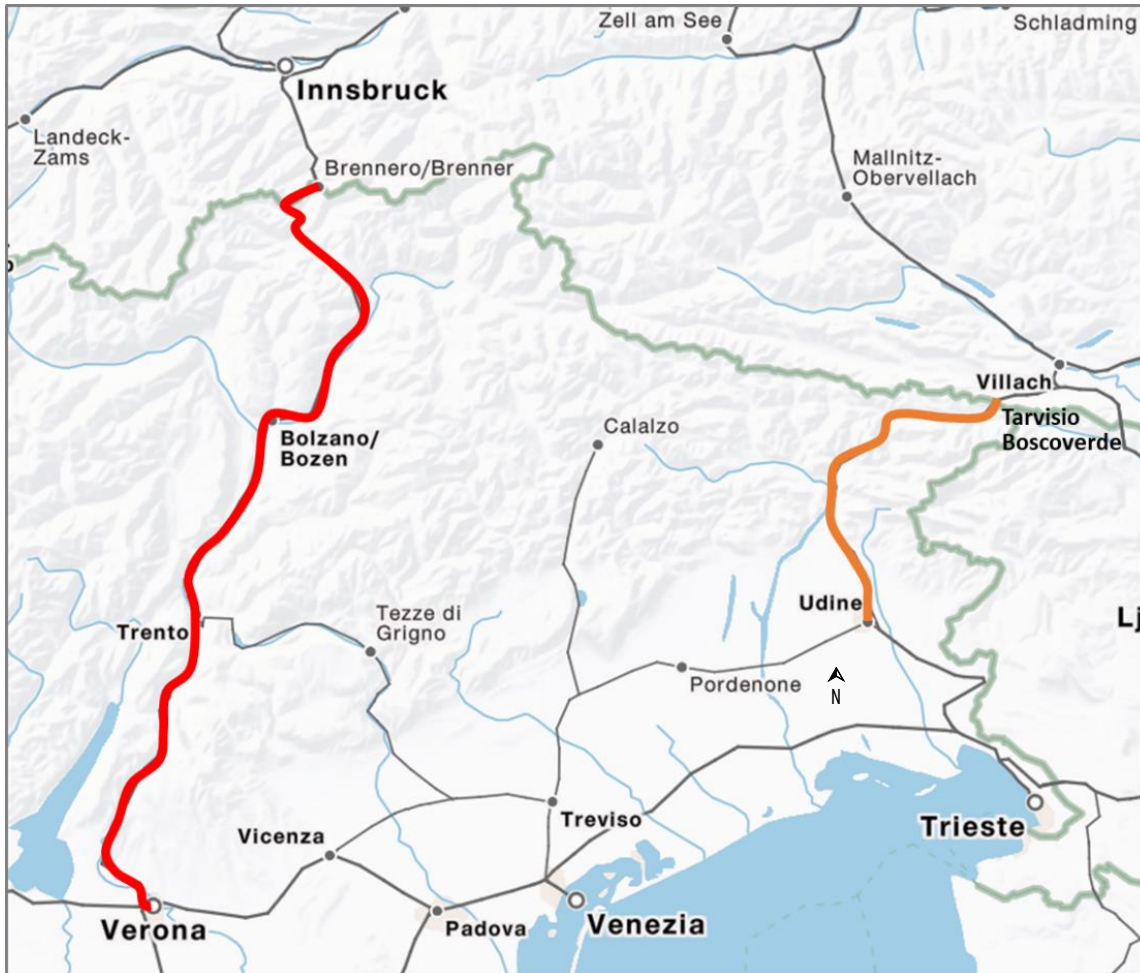 Zell am See
Schladming
Innsbruck
Landeck-
Zams
Brennero/Brenner
Mallnitz-
Obervellach
Villach
Tarvisio
Boscoverde
Calalzo
Bolzano/
Bozen
Udine
Tezze di
Grigno
Trento
Lj
Pordenone
N
Treviso
Vicenza
Trieste
Verona
Padova
Venezia